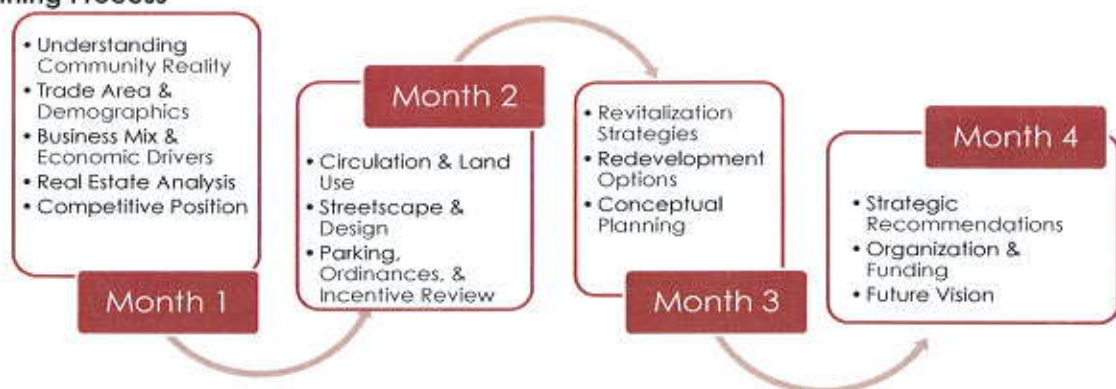 • Understanding
Community Reality
• Trade Area &
Demographics
• Business Mix &
Economic Drivers
• Real Estate Analysis
• Competitive Position
Month 1
Month 2
• Circulation & Land
Use
• Streetscape &
Design
• Parking,
Ordinances, &
Incentive Review
• Revitalization
Strategies
• Redevelopment
Options
• Conceptual
Planning
Month 3
Month 4
• Strategic
Recommendations
• Organization &
Funding
• Future Vision